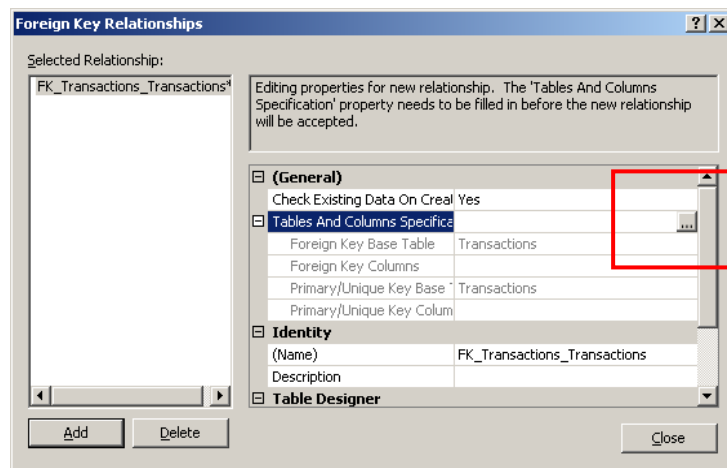 Foreign Key Relationships
Selected Relationship:
FK_Transactions_Transactions*
Editing properties for new relationship. The 'Tables And Columns
Specification' property needs to be filled in before the new relationship
will be accepted.
(General)
Check Existing Data On Creat Yes
Tables And Columns Specifica ...
Foreign Key Base Table Transactions
Foreign Key Columns
Primary/Unique Key Base T Transactions
Primary/Unique Key Colum
Identity
(Name) FK_Transactions_Transactions
Description
Table Designer
Add Delete Close